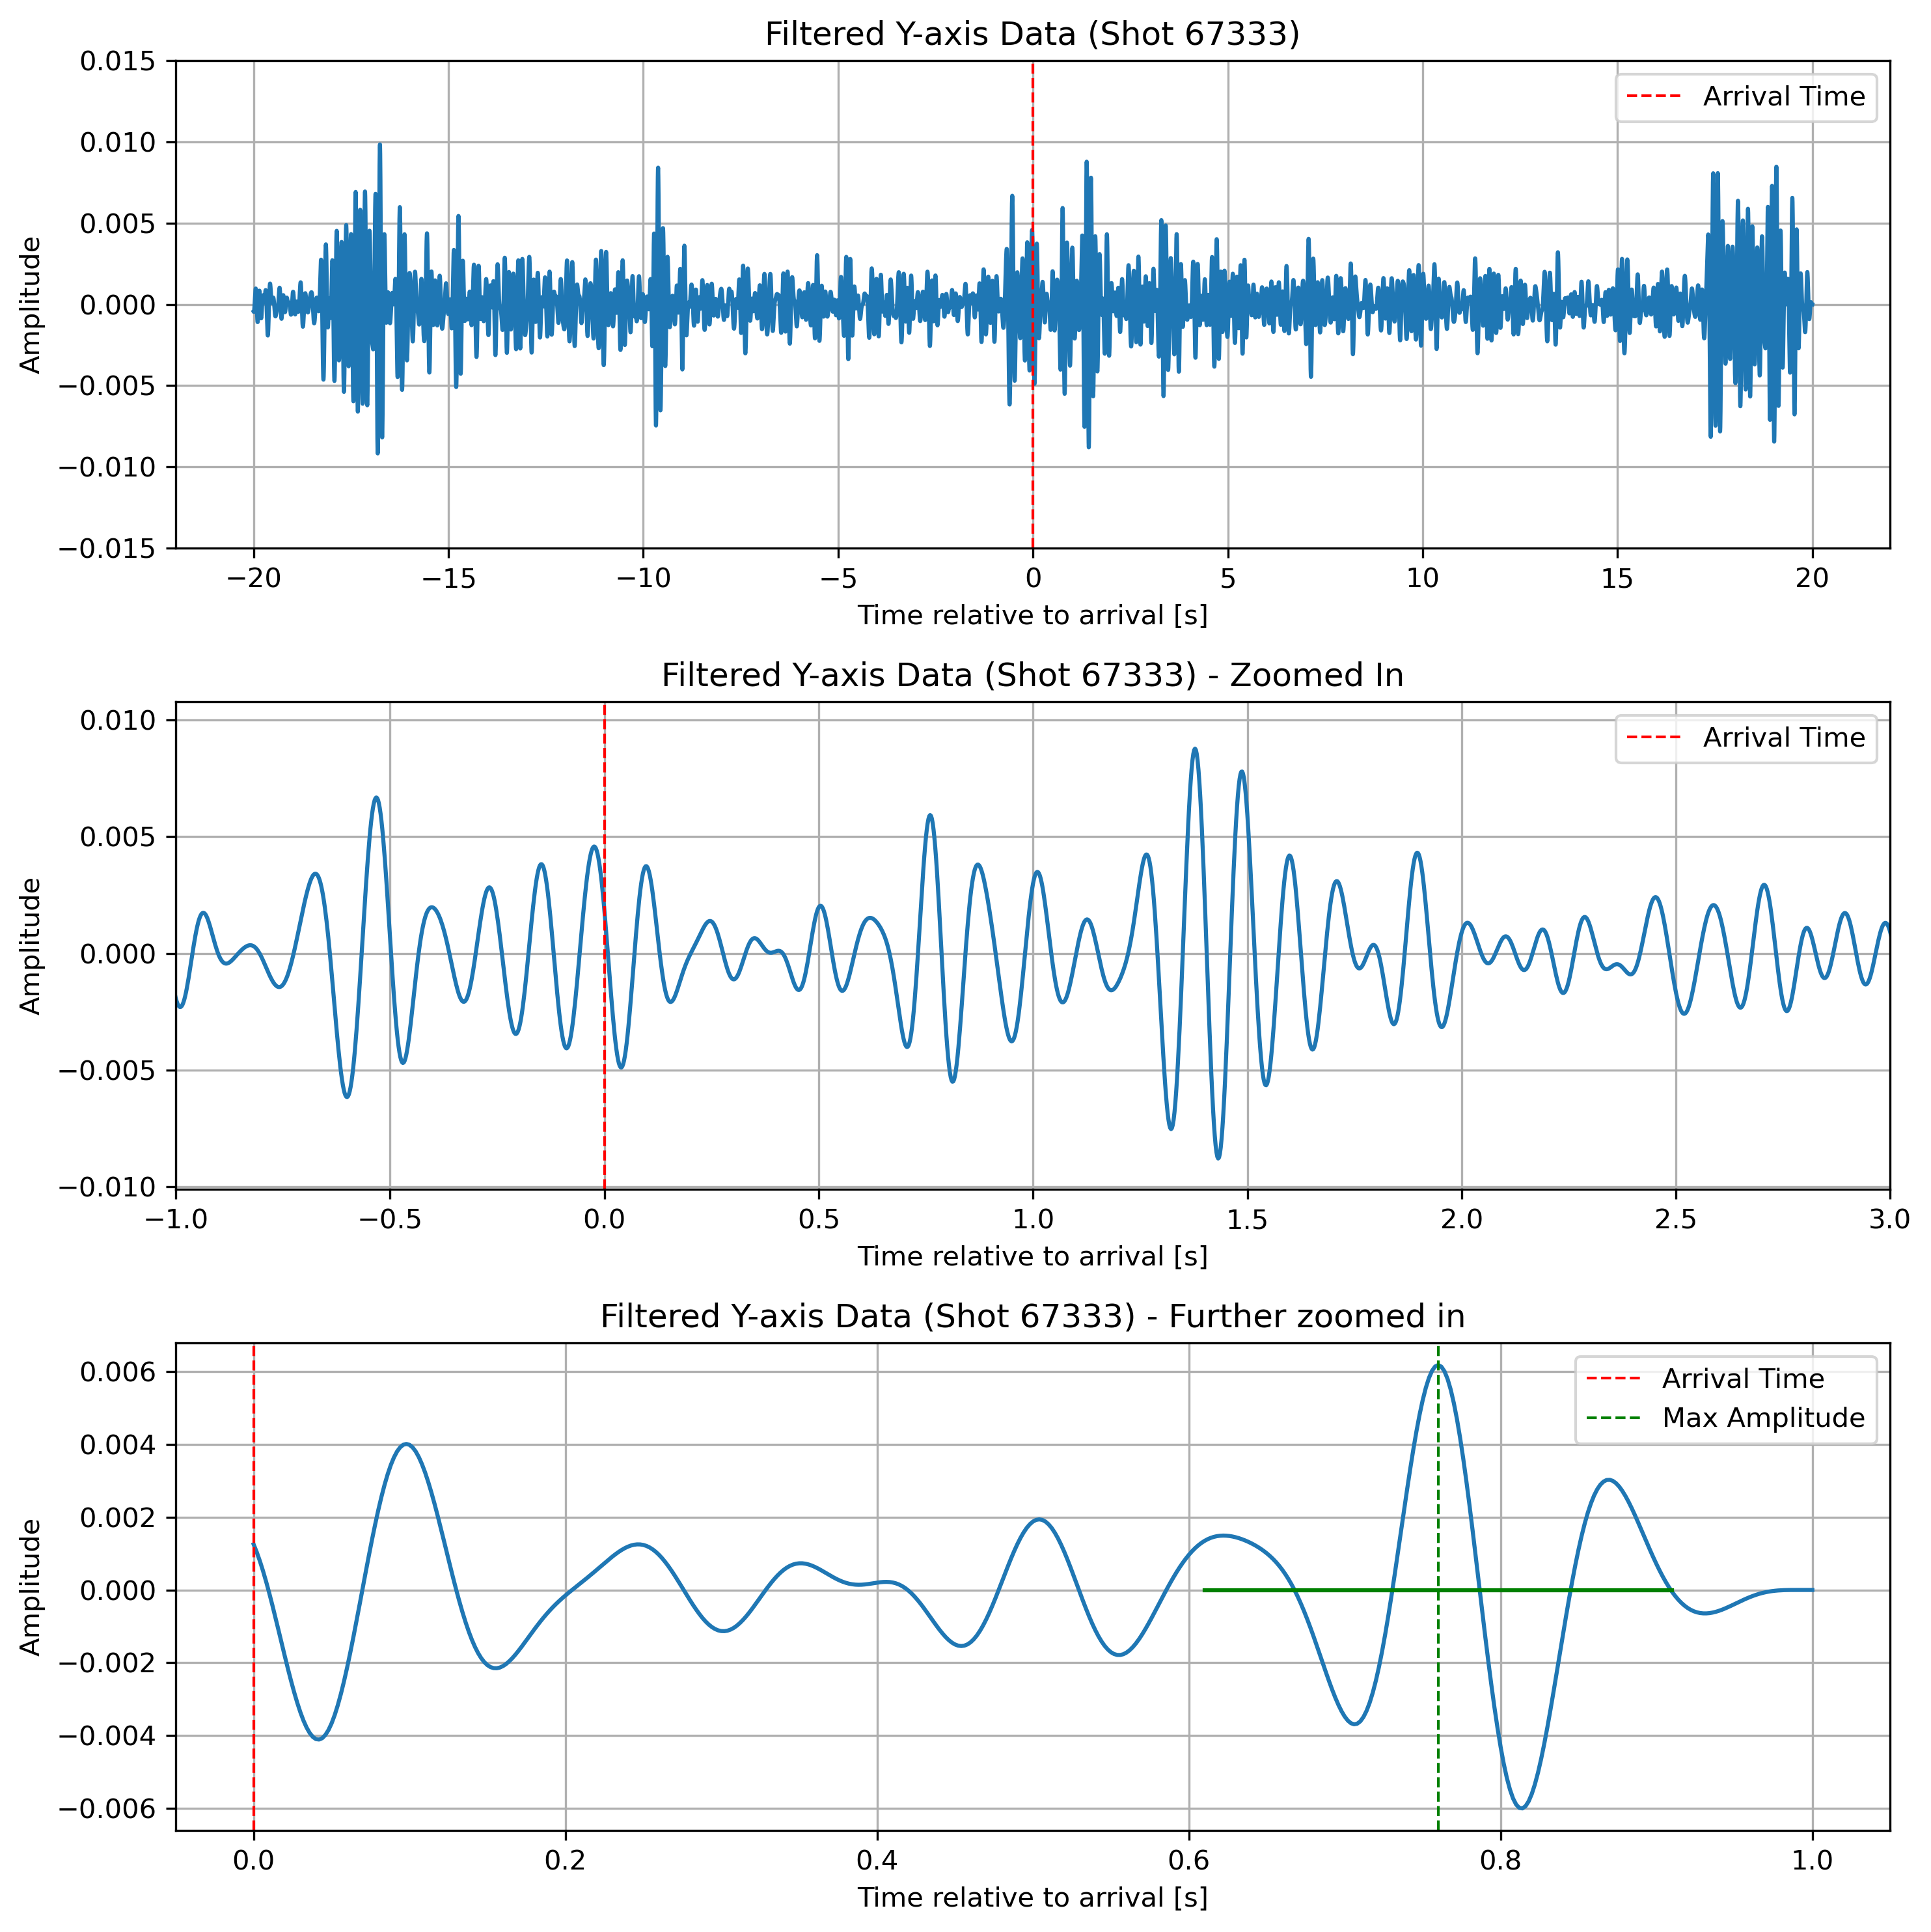 Filtered Y-axis Data (Shot 67333)
0.015
0.010
0.005
0.000
−0.005
−0.010
−0.015
Amplitude
Arrival Time
−20 −15 −10 −5 0 5 10 15 20
Time relative to arrival [s]
Filtered Y-axis Data (Shot 67333) - Zoomed In
0.010
0.005
0.000
−0.005
−0.010
Amplitude
Arrival Time
−1.0 −0.5 0.0 0.5 1.0 1.5 2.0 2.5 3.0
Time relative to arrival [s]
Filtered Y-axis Data (Shot 67333) - Further zoomed in
0.006
0.004
0.002
0.000
−0.002
−0.004
−0.006
Amplitude
Arrival Time
Max Amplitude
0.0 0.2 0.4 0.6 0.8 1.0
Time relative to arrival [s]